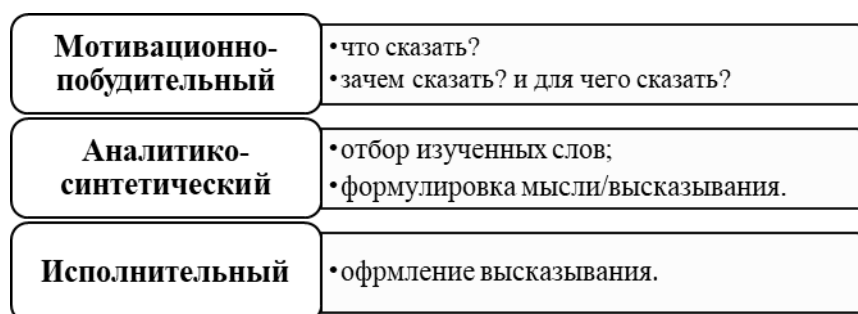 Мотивационно-
побудительный
•что сказать?
•зачем сказать? и для чего сказать?
Аналитико-
синтетический
•отбор изученных слов;
•формулировка мысли/высказывания.
Исполнительный
•офрмление высказывания.